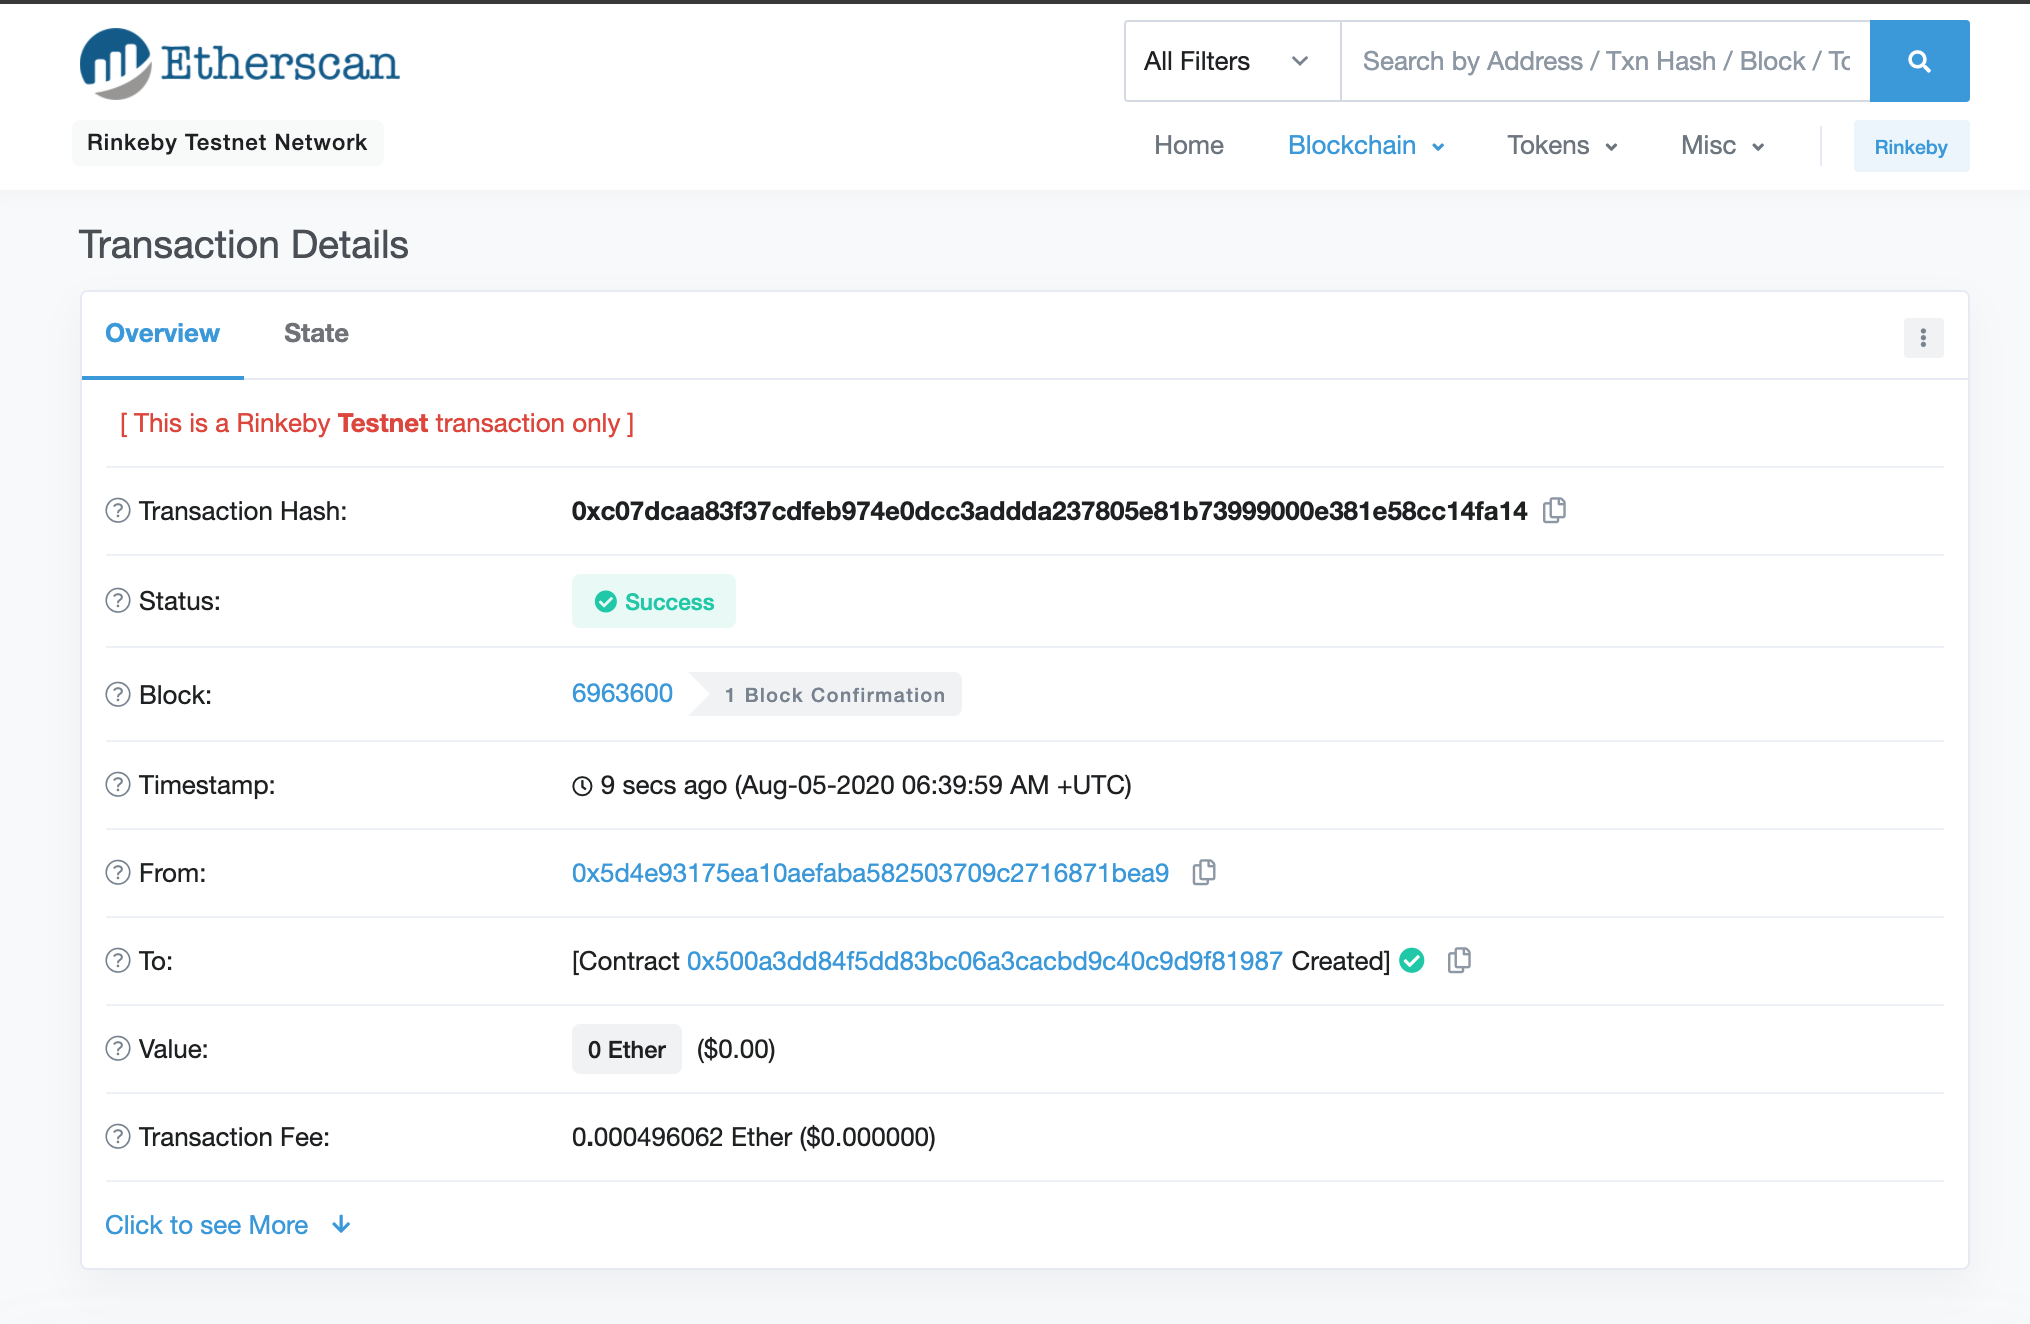 Etherscan
All Filters
Search by Address / Txn Hash / Block / To
Rinkeby Testnet Network
Home Blockchain Tokens Misc Rinkeby
Transaction Details
Overview State
[ This is a Rinkeby Testnet transaction only ]
Transaction Hash: 0xc07dcaa83f37cdfeb974e0dcc3addda237805e81b73999000e381e58cc14fa14
Status: Success
Block: 6963600 1 Block Confirmation
Timestamp: 9 secs ago (Aug-05-2020 06:39:59 AM +UTC)
From: 0x5d4e93175ea10aefaba582503709c2716871bea9
To: [Contract 0x500a3dd84f5dd83bc06a3cacbd9c40c9d9f81987 Created]
Value: 0 Ether ($0.00)
Transaction Fee: 0.000496062 Ether ($0.000000)
Click to see More